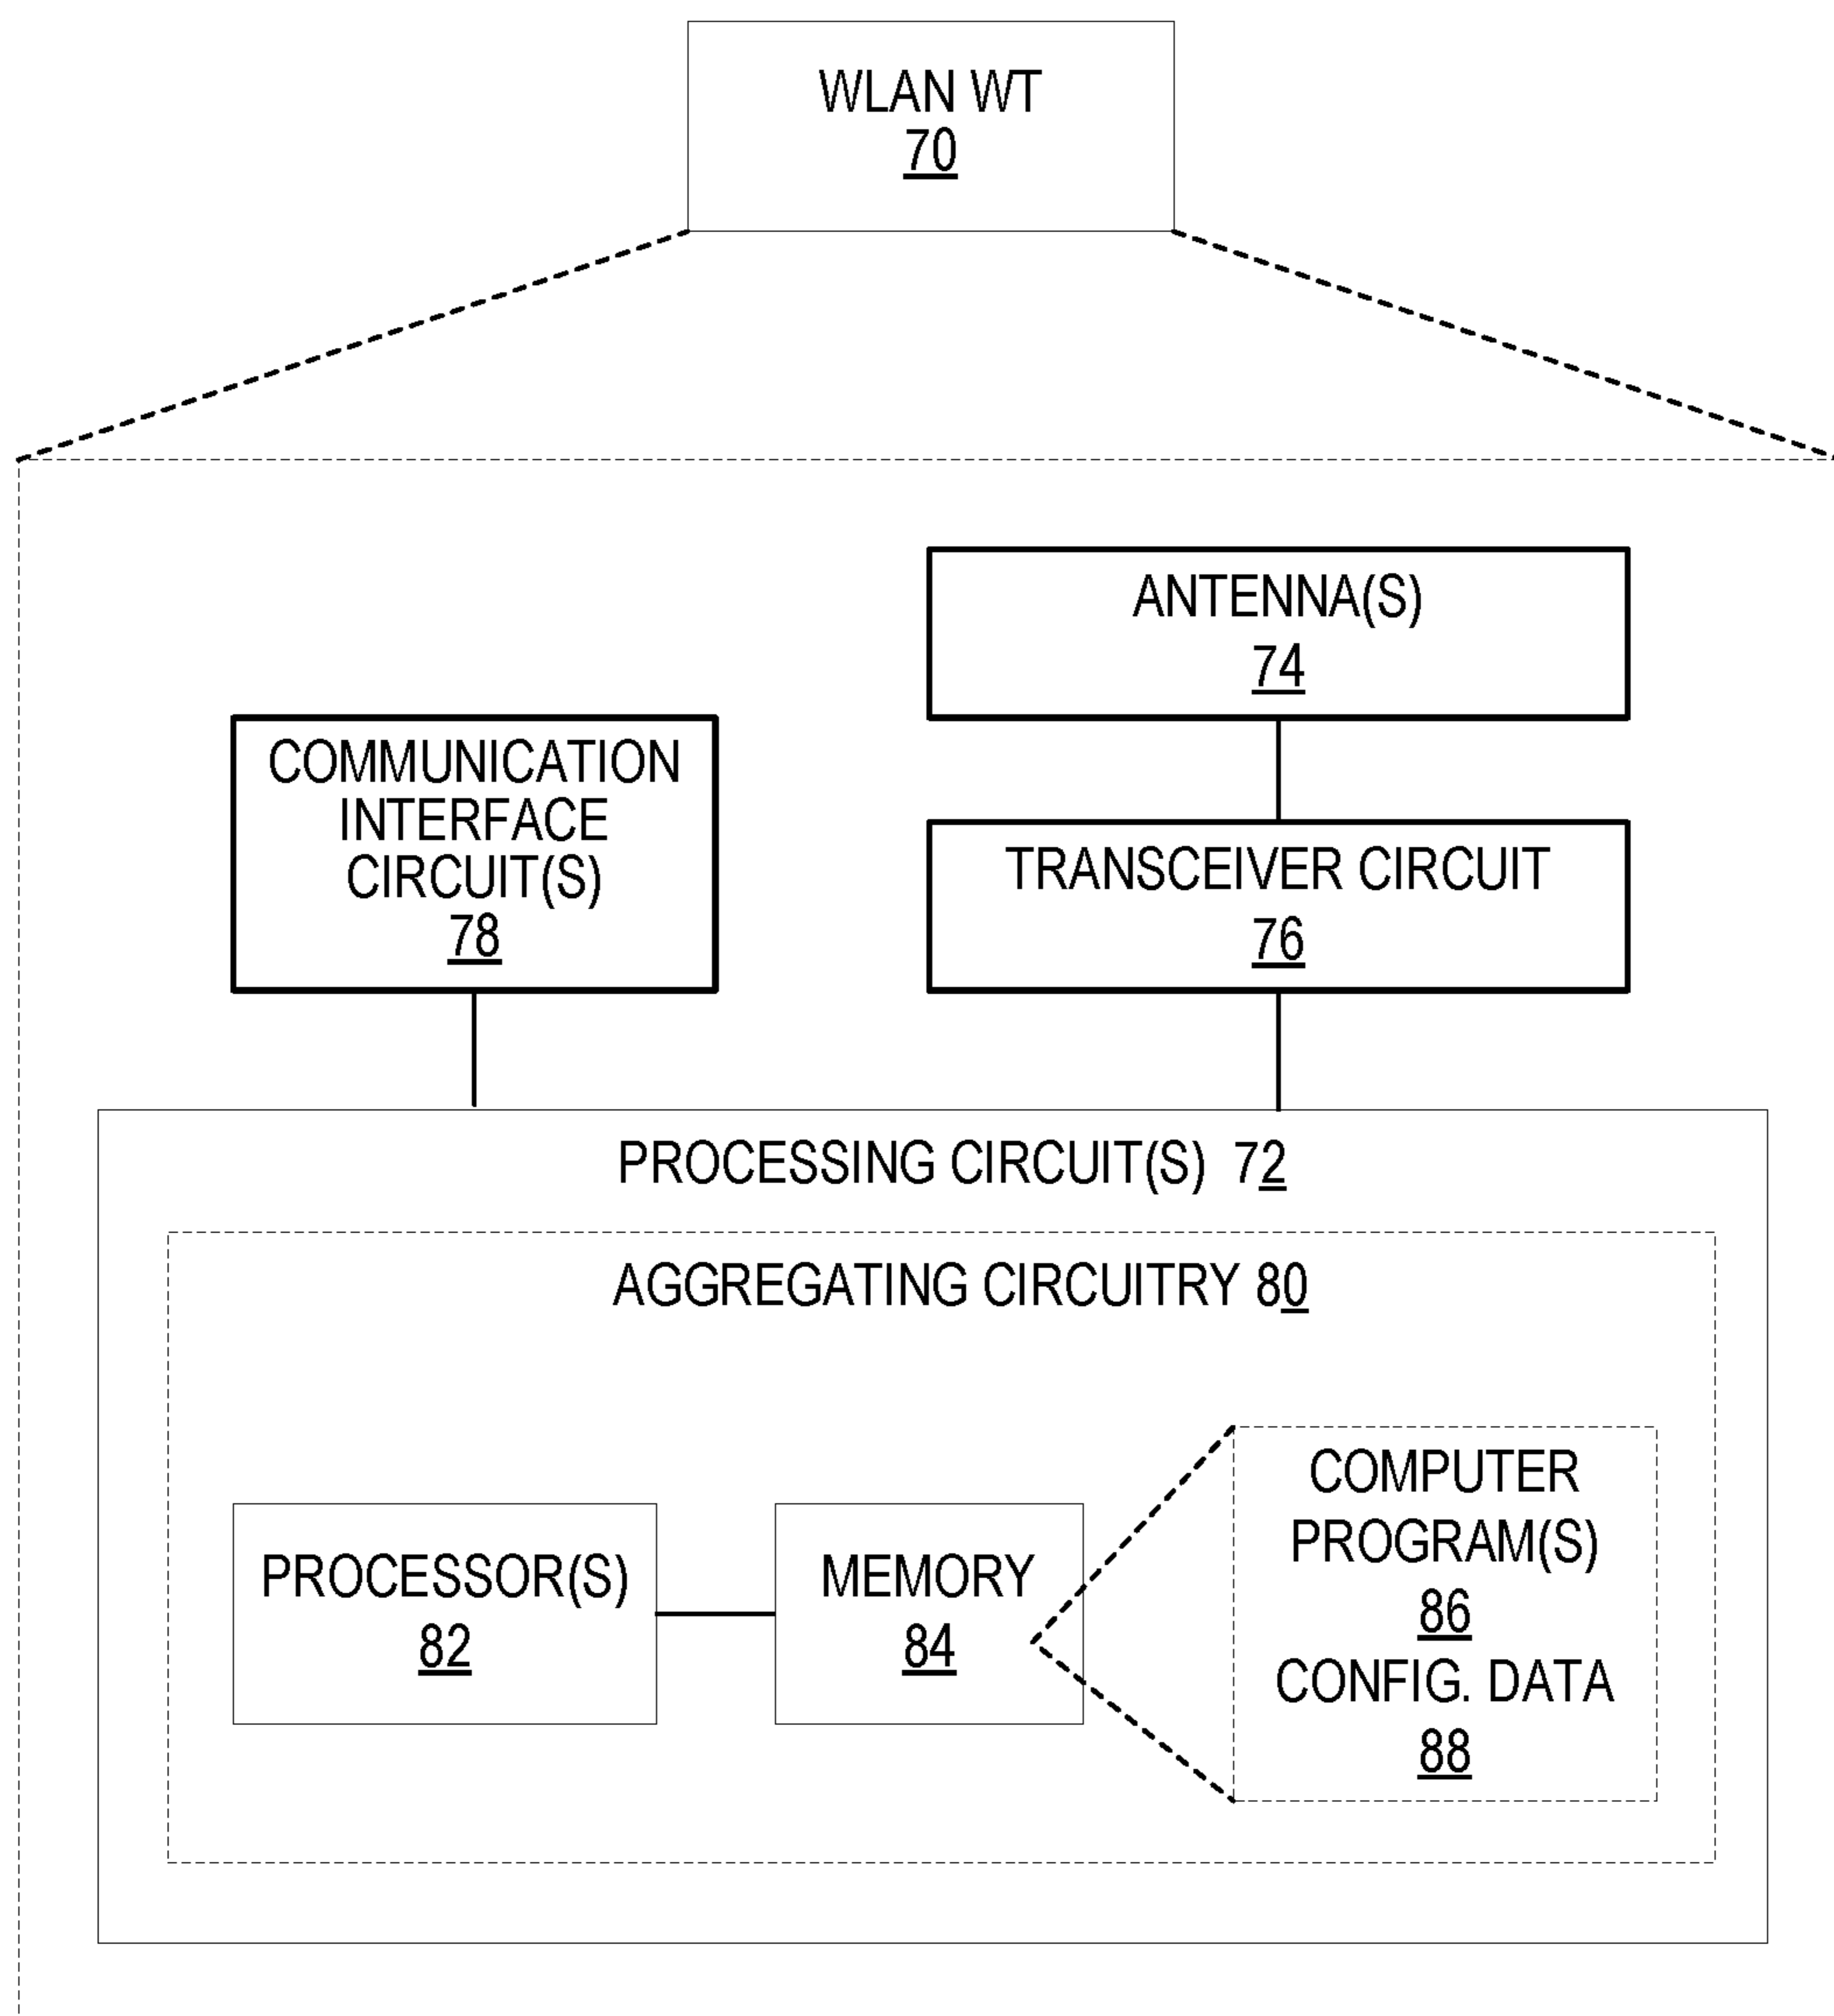 WLAN WT
70
ANTENNA(S)
74
COMMUNICATION
INTERFACE
CIRCUIT(S)
78
TRANSCEIVER CIRCUIT
76
PROCESSING CIRCUIT(S) 72
AGGREGATING CIRCUITRY 80
PROCESSOR(S)
82
MEMORY
84
COMPUTER
PROGRAM(S)
86
CONFIG. DATA
88